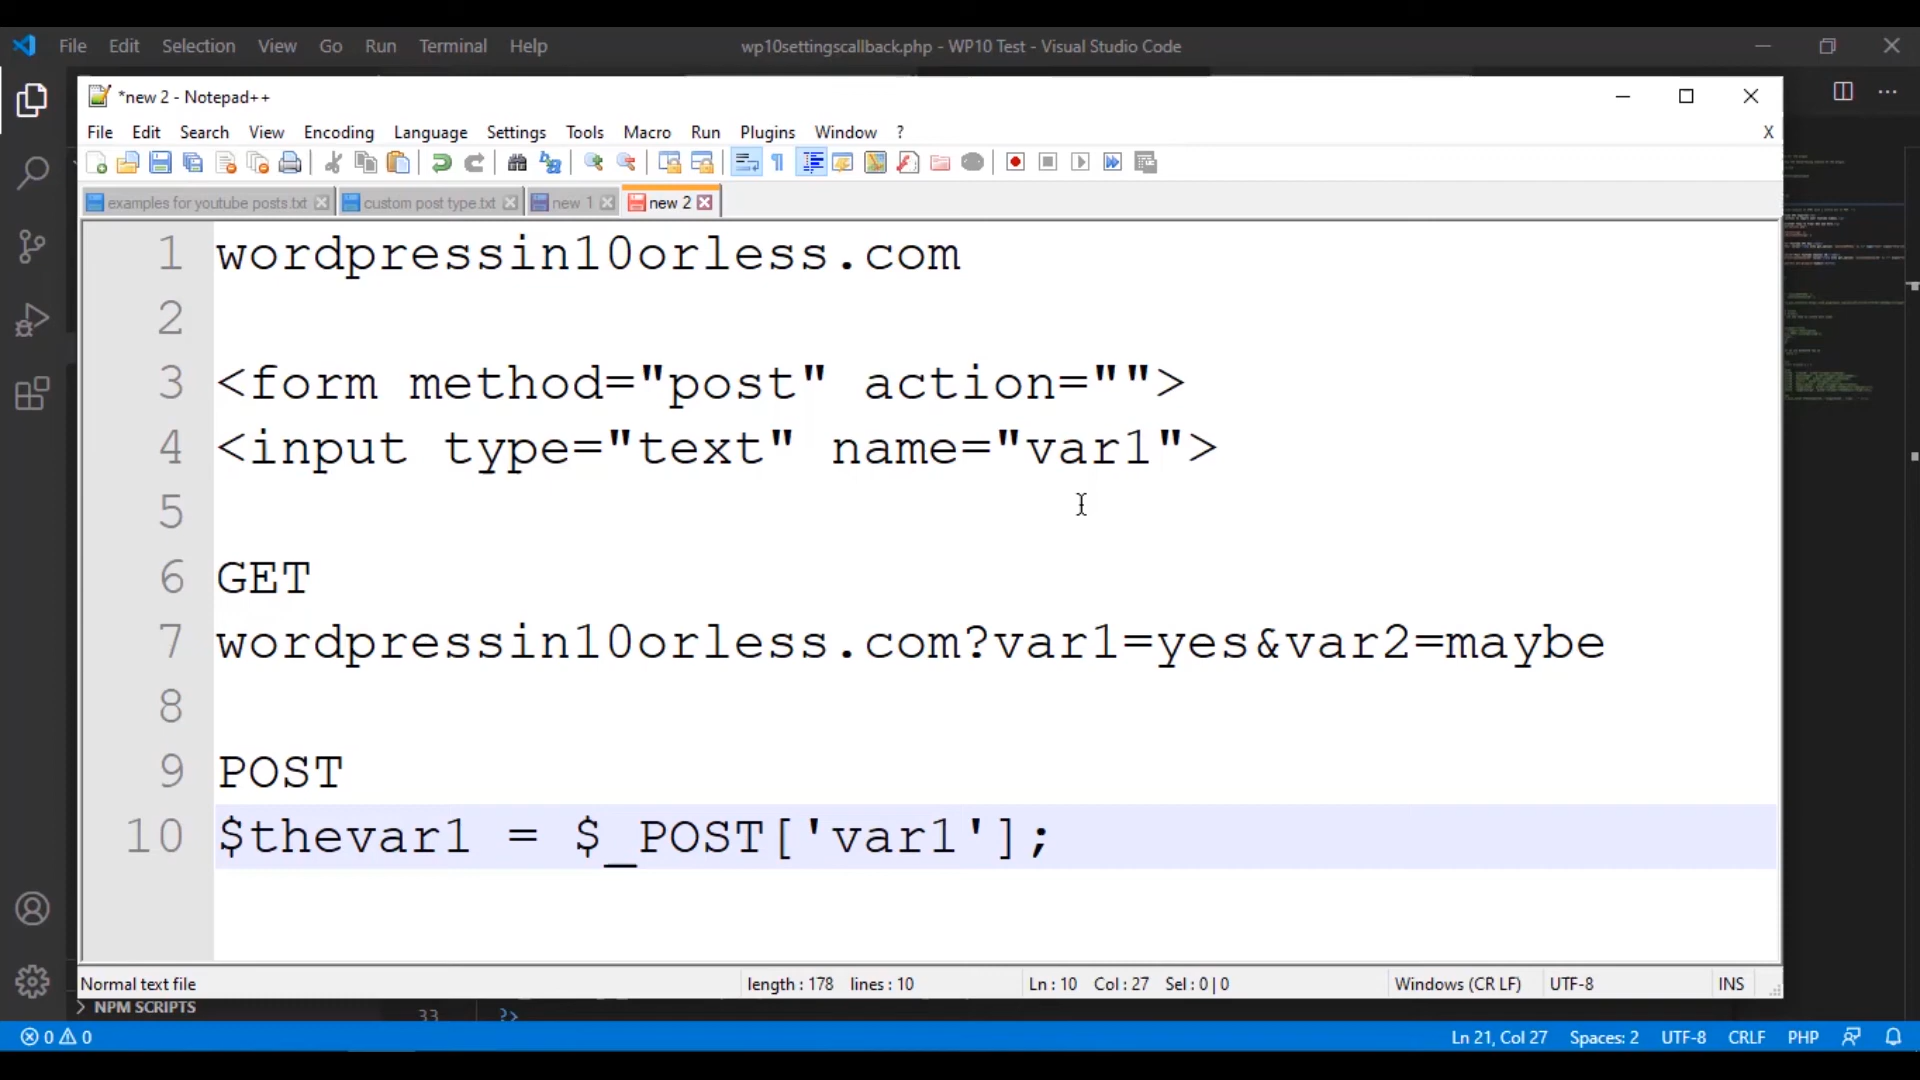 File Edit Selection View Go Run Terminal Help wp10settingscallback.php - WP10 Test - Visual Studio Code
*new 2 - Notepad++
File Edit Search View Encoding Language Settings Tools Macro Run Plugins Window ? X
examples for youtube posts.txt custom post type.txt new 1 new 2
1 wordpressin10orless.com
2
3 <form method="post" action="">
4 <input type="text" name="var1">
5
6 GET
7 wordpressin10orless.com?var1=yes&var2=maybe
8
9 POST
10 $thevar1 = $_POST['var1'];
Normal text file length : 178 lines : 10 Ln : 10 Col : 27 Sel : 0 | 0 Windows (CR LF) UTF-8 INS
NPM SCRIPTS 33 ?>
0 0 Ln 21, Col 27 Spaces: 2 UTF-8 CRLF PHP